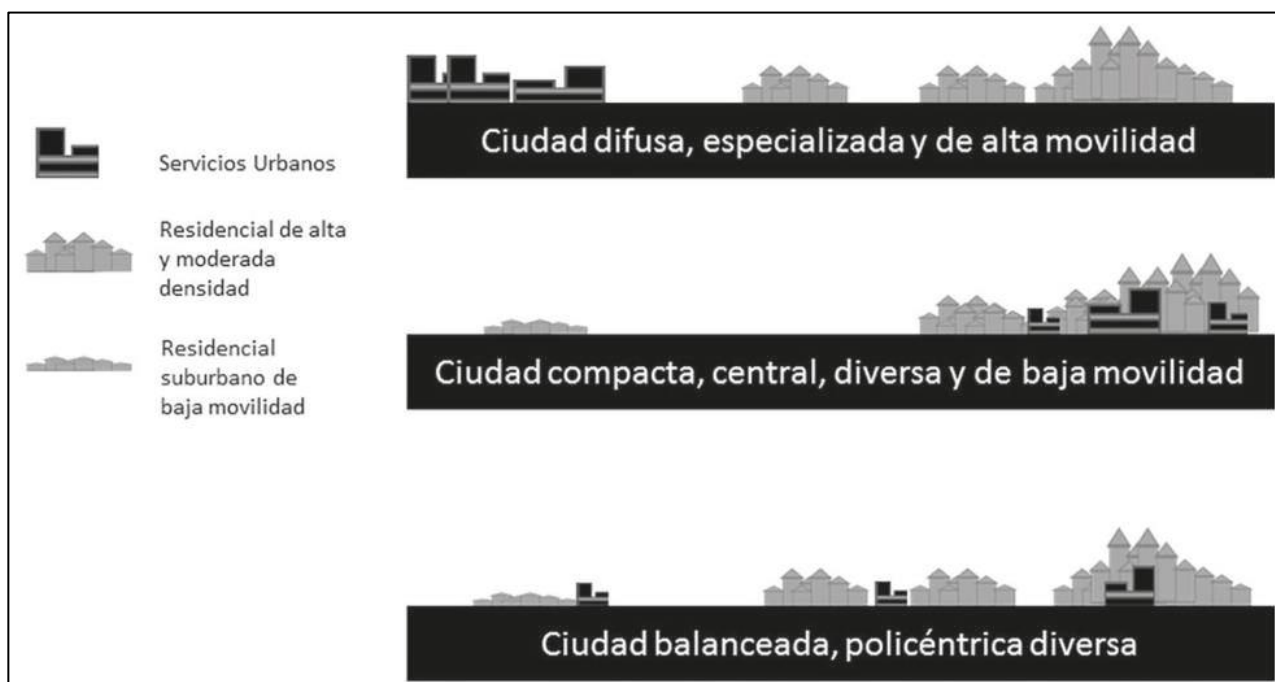 Ciudad difusa, especializada y de alta movilidad
Servicios Urbanos
Residencial de alta
y moderada
densidad
Residencial
suburbano de
baja movilidad
Ciudad compacta, central, diversa y de baja movilidad
Ciudad balanceada, policéntrica diversa